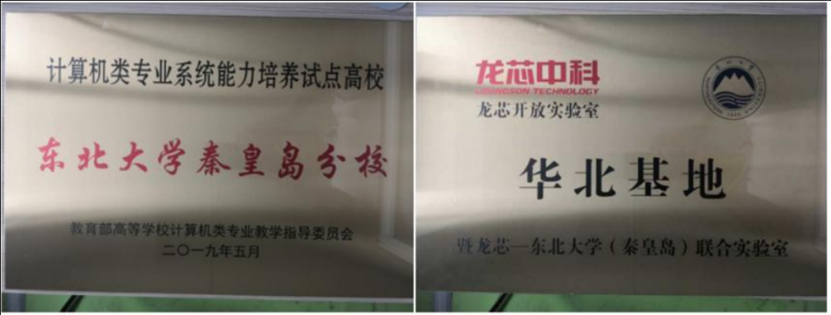 计算机类专业系统能力培养试点高校
东北大学秦皇岛分校
教育部高等学校计算机类专业教学指导委员会
二〇一九年五月
龙芯中科
LOONGSON TECHNOLOGY
龙芯开放实验室
华北基地
暨龙芯—东北大学（秦皇岛）联合实验室